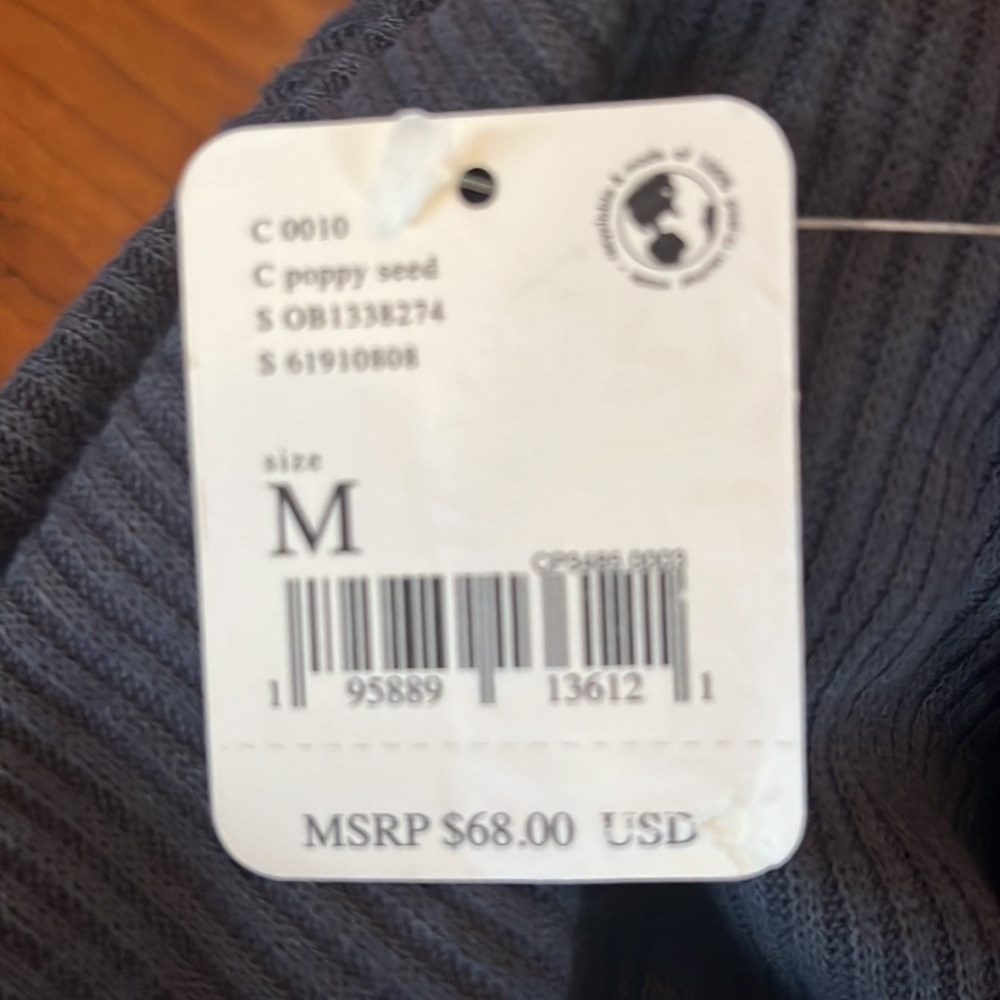 C 0010
C poppy seed
S OB1338274
S 61910808
size
M
1 95889 13612 1
MSRP $68.00 USD